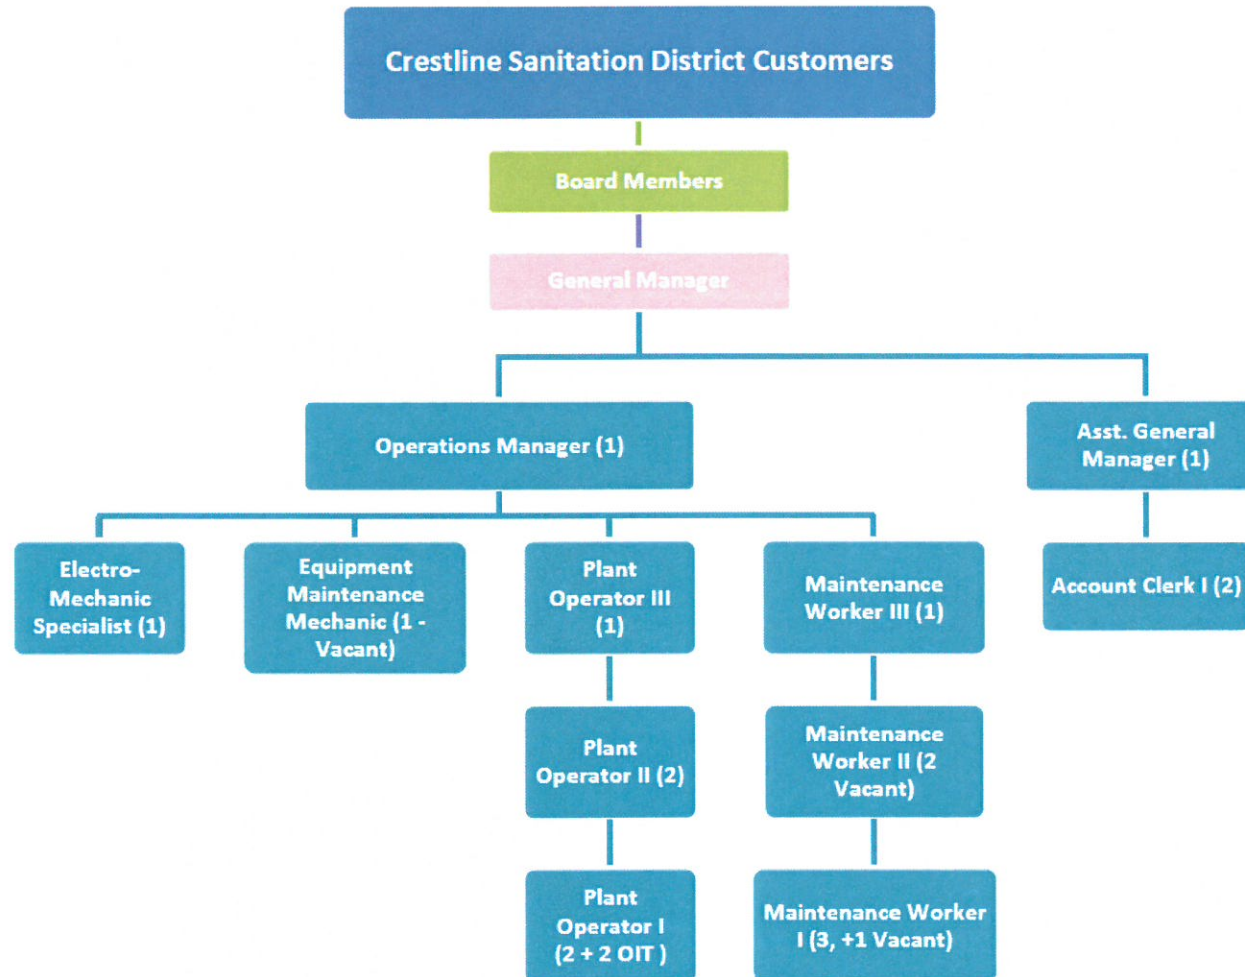 Crestline Sanitation District Customers
Board Members
General Manager
Operations Manager (1)
Asst. General
Manager (1)
Electro-
Mechanic
Specialist (1)
Equipment
Maintenance
Mechanic (1 -
Vacant)
Plant
Operator III
(1)
Maintenance
Worker III (1)
Account Clerk I (2)
Plant
Operator II (2)
Maintenance
Worker II (2
Vacant)
Plant
Operator I
(2 + 2 OIT )
Maintenance Worker
I (3, +1 Vacant)